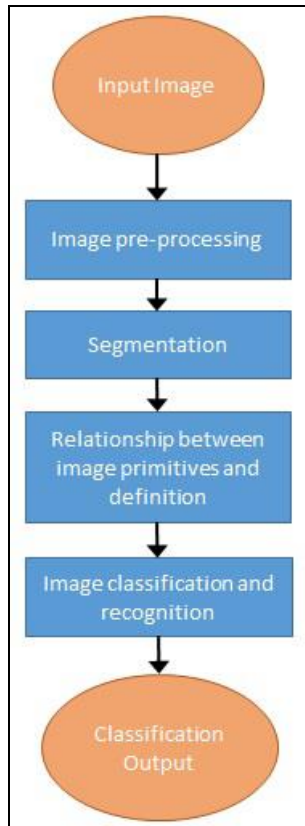 Input Image
Image pre-processing
Segmentation
Relationship between
image primitives and
definition
Image classification and
recognition
Classification
Output